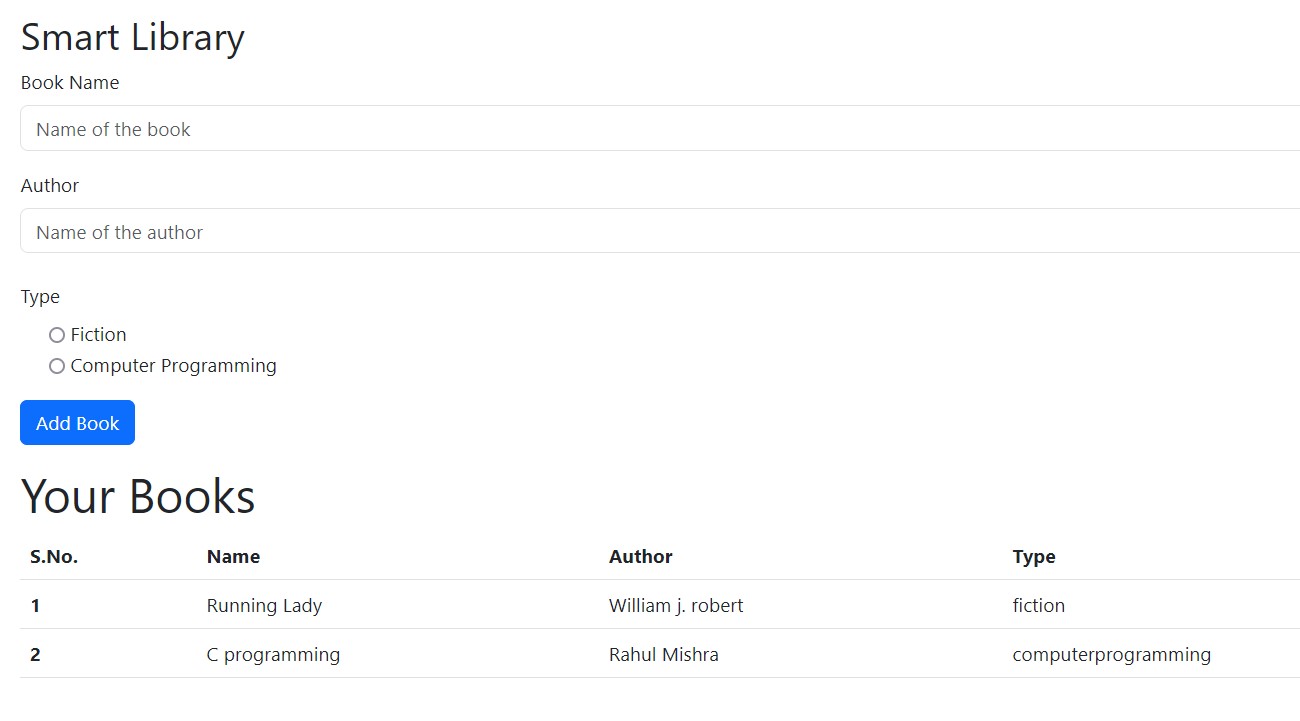 Smart Library
Book Name
Name of the book
Author
Name of the author
Type
Fiction
Computer Programming
Add Book
Your Books
S.No. Name Author Type
1 Running Lady William j. robert fiction
2 C programming Rahul Mishra computerprogramming